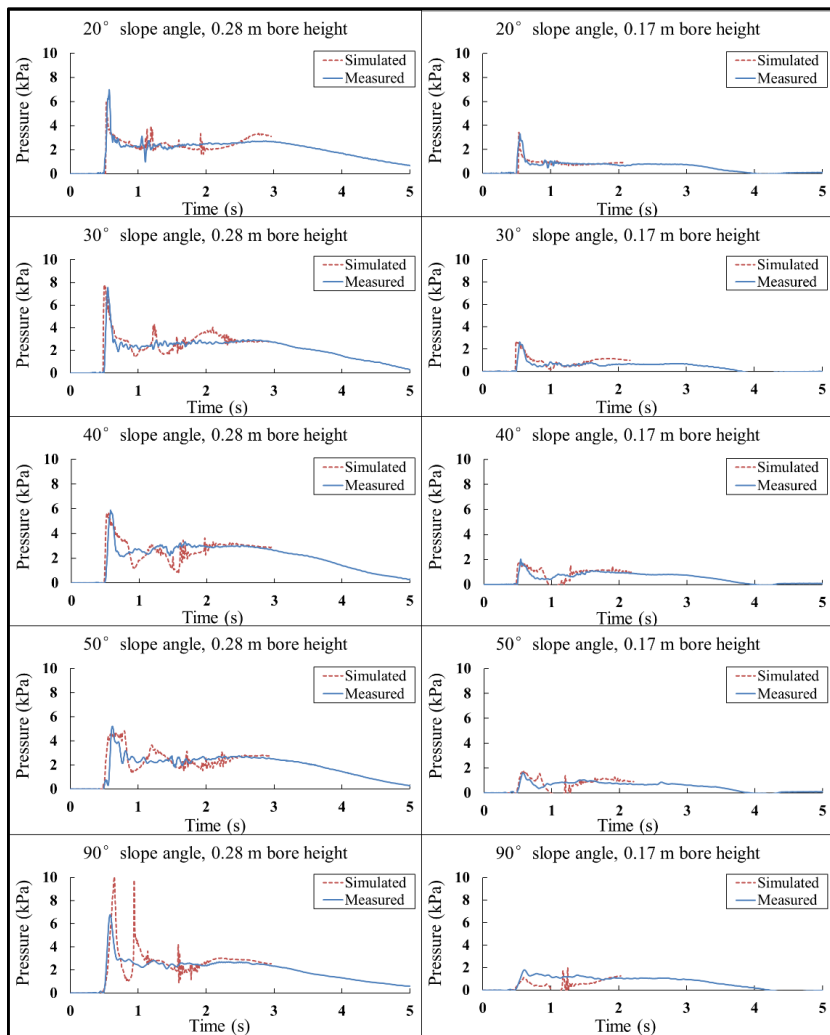 20° slope angle, 0.28 m bore height
Pressure (kPa)
10
8
6
4
2
0
Simulated
Measured
0 1 2 3 4 5
Time (s)
20° slope angle, 0.17 m bore height
Pressure (kPa)
10
8
6
4
2
0
Simulated
Measured
0 1 2 3 4 5
Time (s)
30° slope angle, 0.28 m bore height
Pressure (kPa)
10
8
6
4
2
0
Simulated
Measured
0 1 2 3 4 5
Time (s)
30° slope angle, 0.17 m bore height
Pressure (kPa)
10
8
6
4
2
0
Simulated
Measured
0 1 2 3 4 5
Time (s)
40° slope angle, 0.28 m bore height
Pressure (kPa)
10
8
6
4
2
0
Simulated
Measured
0 1 2 3 4 5
Time (s)
40° slope angle, 0.17 m bore height
Pressure (kPa)
10
8
6
4
2
0
Simulated
Measured
0 1 2 3 4 5
Time (s)
50° slope angle, 0.28 m bore height
Pressure (kPa)
10
8
6
4
2
0
Simulated
Measured
0 1 2 3 4 5
Time (s)
50° slope angle, 0.17 m bore height
Pressure (kPa)
10
8
6
4
2
0
Simulated
Measured
0 1 2 3 4 5
Time (s)
90° slope angle, 0.28 m bore height
Pressure (kPa)
10
8
6
4
2
0
Simulated
Measured
0 1 2 3 4 5
Time (s)
90° slope angle, 0.17 m bore height
Pressure (kPa)
10
8
6
4
2
0
Simulated
Measured
0 1 2 3 4 5
Time (s)